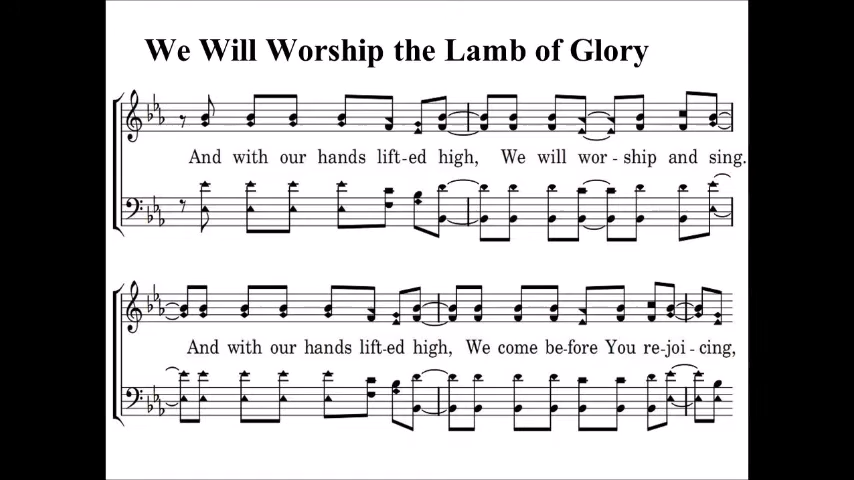 We Will Worship the Lamb of Glory
And with our hands lift-ed high, We will wor - ship and sing.
And with our hands lift-ed high, We come be-fore You re-joi - cing,